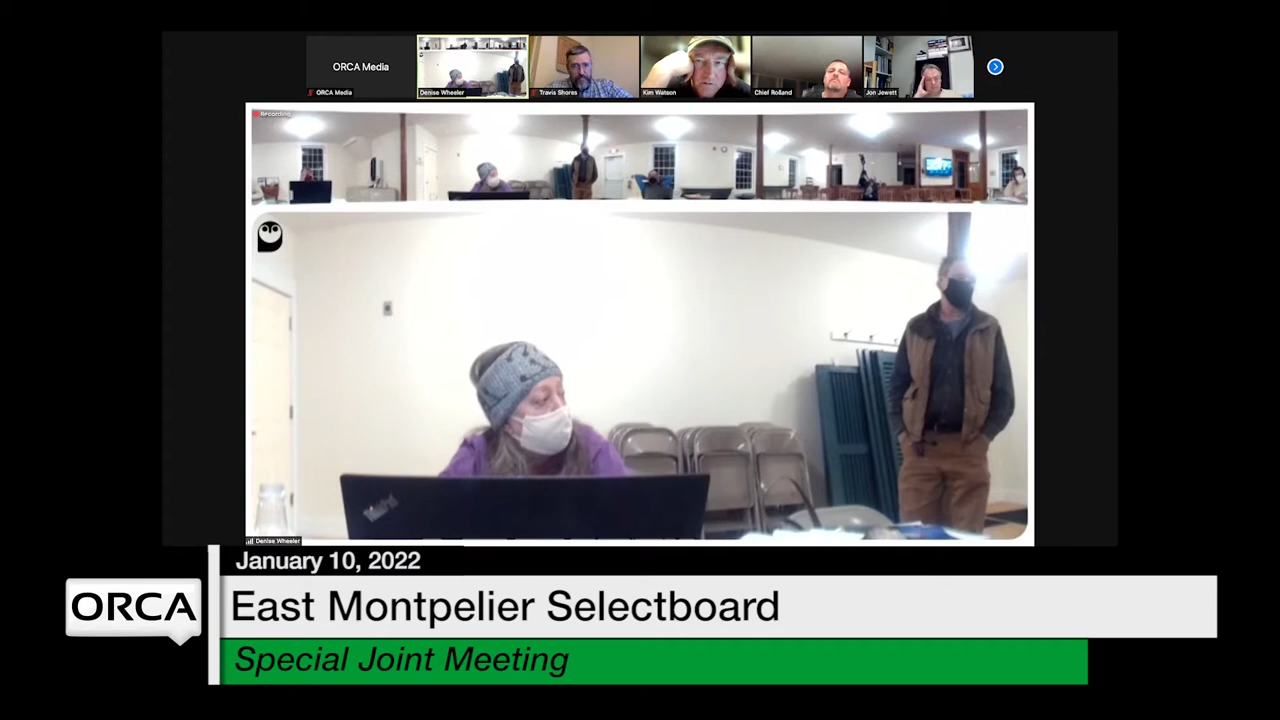 ORCA Media
ORCA Media
Denise Wheeler
Travis Shores
Kim Watson
Chief Rolland
Jon Jewett
Recording
ThinkPad
Denise Wheeler
January 10, 2022
ORCA
East Montpelier Selectboard
Special Joint Meeting